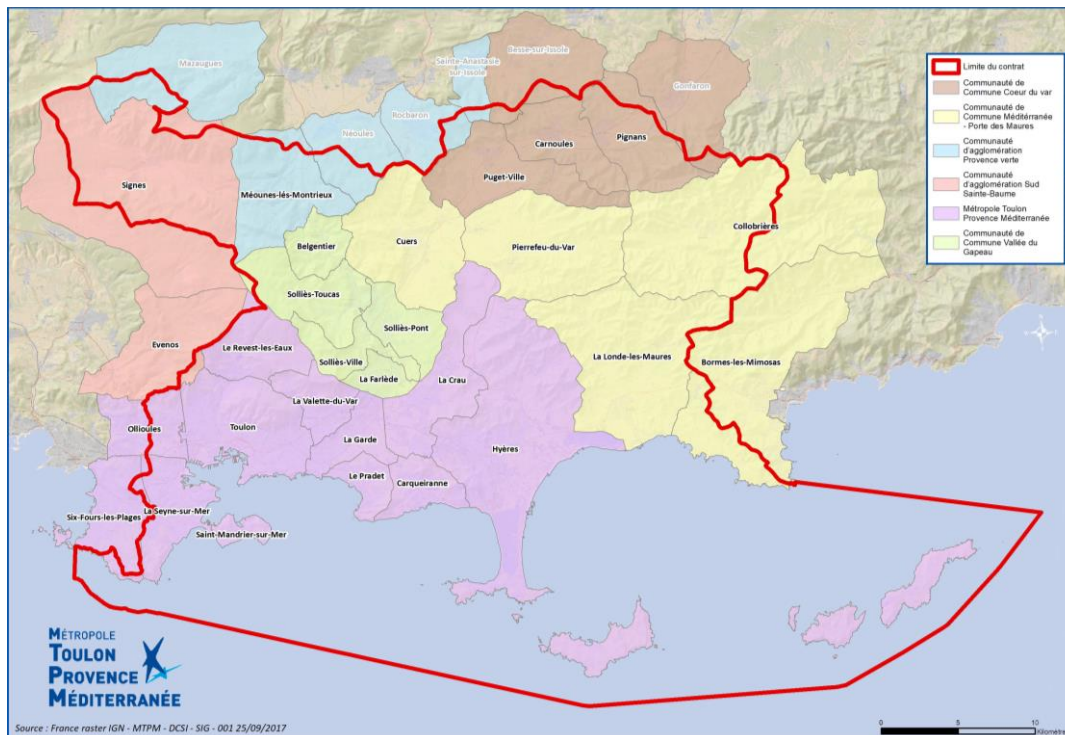 Mazaugues
Besse-sur-Issole
Sainte-Anastasie
sur-Issole
Gonfaron
Rocbaron
Néoules
Carnoules
Pignans
Puget-Ville
Signes
Méounes-lés-Montrieux
Collobrières
Belgentier
Cuers
Pierrefeu-du-Var
Solliès-Toucas
Solliès-Pont
Evenos
Le Revest-les-Eaux
Solliès-Ville
La Londe-les-Maures
Bormes-les-Mimosas
La Farlède
La Crau
La Valette-du-Var
Ollioules
Toulon
La Garde
Hyères
Le Pradet
Carqueiranne
Six-Fours-les-Plages
La Seyne-sur-Mer
Saint-Mandrier-sur-Mer
Limite du contrat
Communauté de
Commune Coeur du var
Communauté de
Commune Méditérranée
- Porte des Maures
Communauté
d'agglomération
Provence verte
Communauté
d'agglomération Sud
Sainte-Baume
Métropole Toulon
Provence Méditerranée
Communauté de
Commune Vallée du
Gapeau
MÉTROPOLE
TOULON
PROVENCE
MÉDITERRANÉE
Source : France raster IGN - MTPM - DCSI - SIG - 001 25/09/2017
0 5 10
Kilomètre